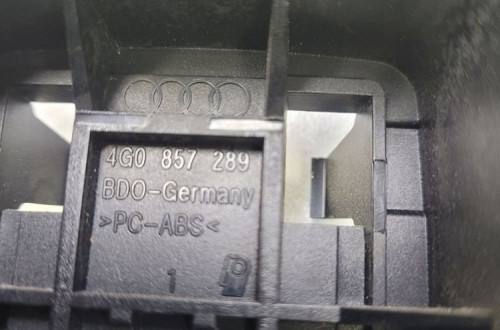 4G0 857 289
BDO-Germany
>PC-ABS<
1